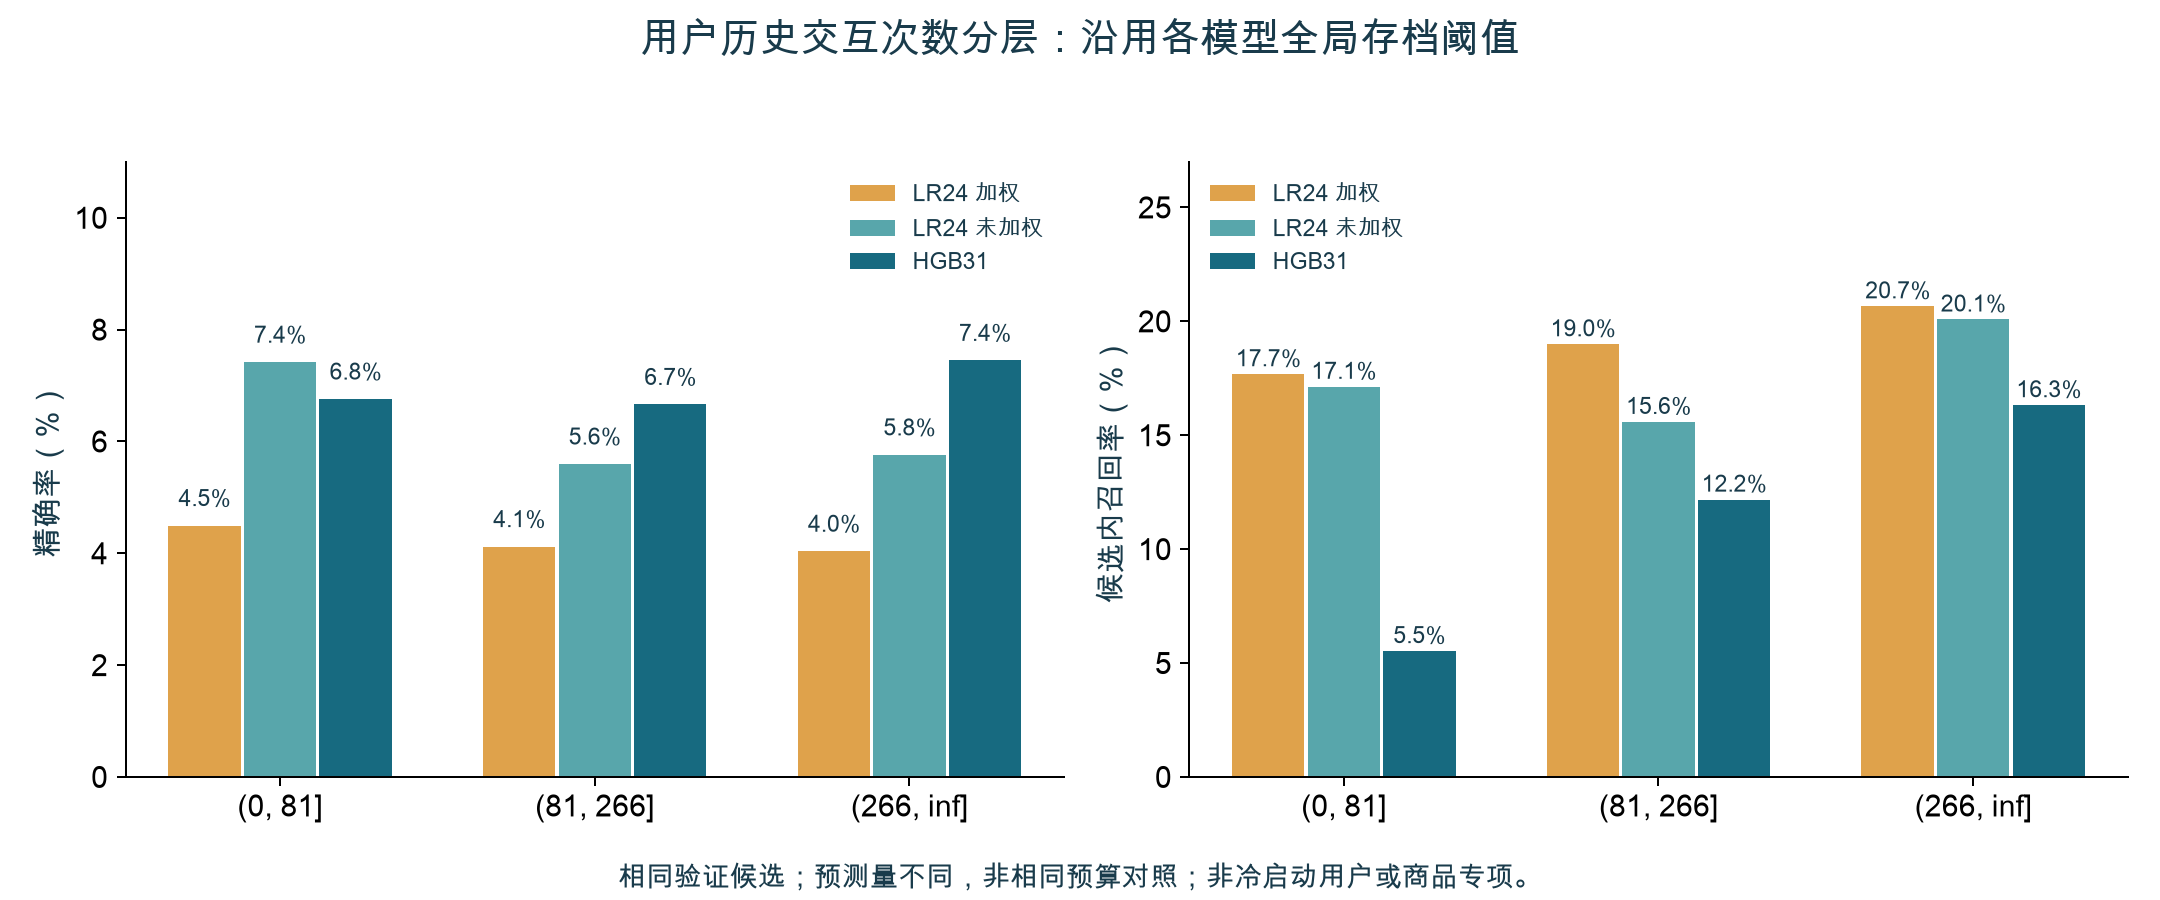 用户历史交互次数分层：沿用各模型全局存档阈值
精确率（%）
10
8
6
4
2
0
LR24 加权
LR24 未加权
HGB31
4.5%
7.4%
6.8%
4.1%
5.6%
6.7%
4.0%
5.8%
7.4%
(0, 81]
(81, 266]
(266, inf]
候选内召回率（%）
25
20
15
10
5
0
LR24 加权
LR24 未加权
HGB31
17.7%
17.1%
5.5%
19.0%
15.6%
12.2%
20.7%
20.1%
16.3%
(0, 81]
(81, 266]
(266, inf]
相同验证候选；预测量不同，非相同预算对照；非冷启动用户或商品专项。